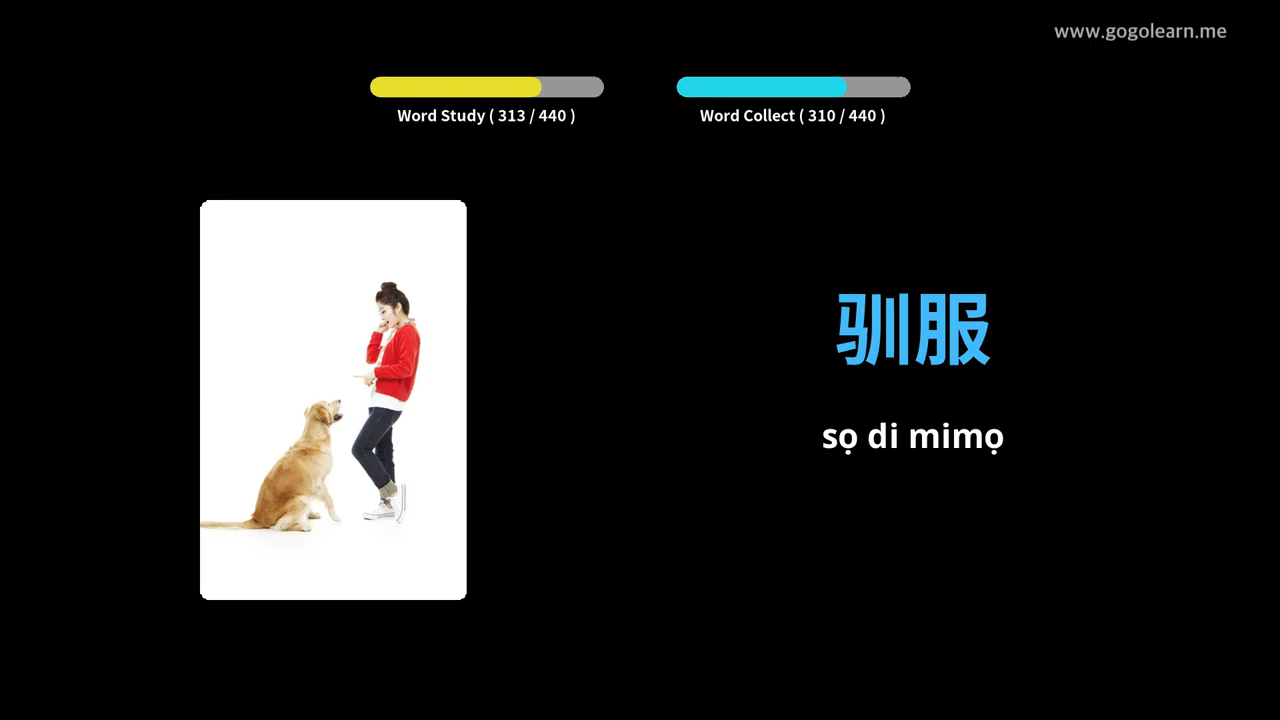 www.gogolearn.me
Word Study ( 313 / 440 )
Word Collect ( 310 / 440 )
驯服
sọ di mimọ